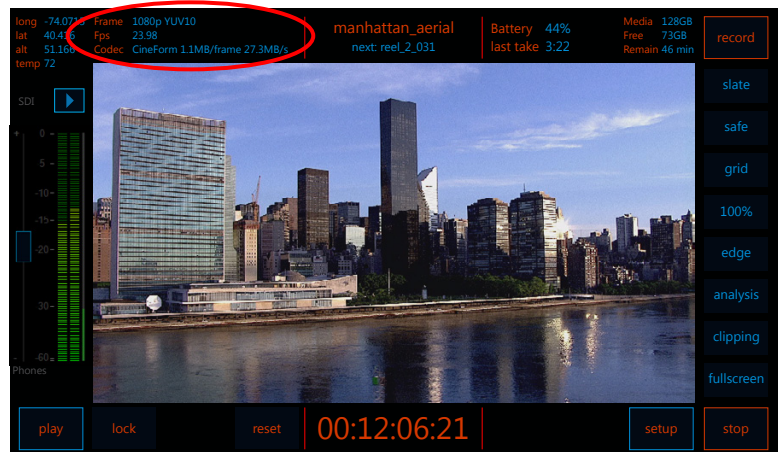 long -74.0713
lat 40.436
alt 51.166
temp 72
Frame 1080p YUV10
Fps 23.98
Codec CineForm 1.1MB/frame 27.3MB/s
manhattan_aerial
next: reel_2_031
Battery 44%
last take 3:22
Media 128GB
Free 73GB
Remain 46 min
record
SDI
slate
safe
grid
100%
edge
analysis
clipping
fullscreen
+ 0 -
5 -
-10-
-15-
-20-
-30-
- -60-
Phones
play
lock
reset
00:12:06:21
setup
stop